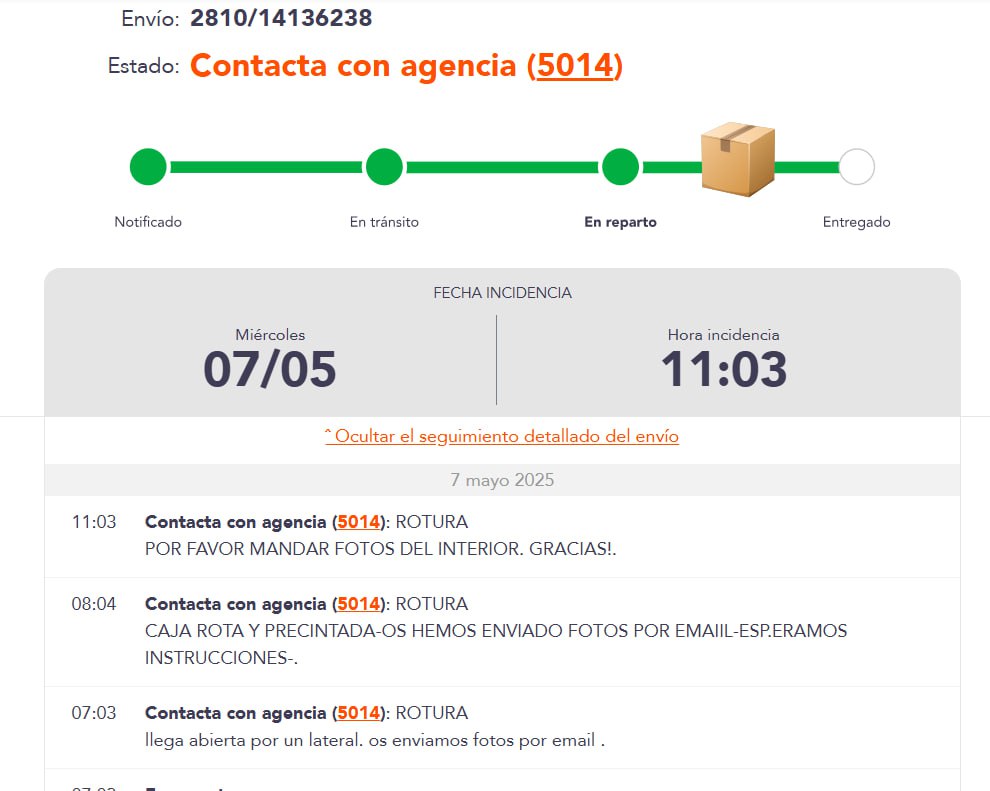 Envío: 2810/14136238
Estado: Contacta con agencia (5014)
Notificado En tránsito En reparto Entregado
FECHA INCIDENCIA
Miércoles Hora incidencia
07/05 11:03
ˆ Ocultar el seguimiento detallado del envío
7 mayo 2025
11:03 Contacta con agencia (5014): ROTURA
POR FAVOR MANDAR FOTOS DEL INTERIOR. GRACIAS!.
08:04 Contacta con agencia (5014): ROTURA
CAJA ROTA Y PRECINTADA-OS HEMOS ENVIADO FOTOS POR EMAIIL-ESP.ERAMOS
INSTRUCCIONES-.
07:03 Contacta con agencia (5014): ROTURA
llega abierta por un lateral. os enviamos fotos por email .